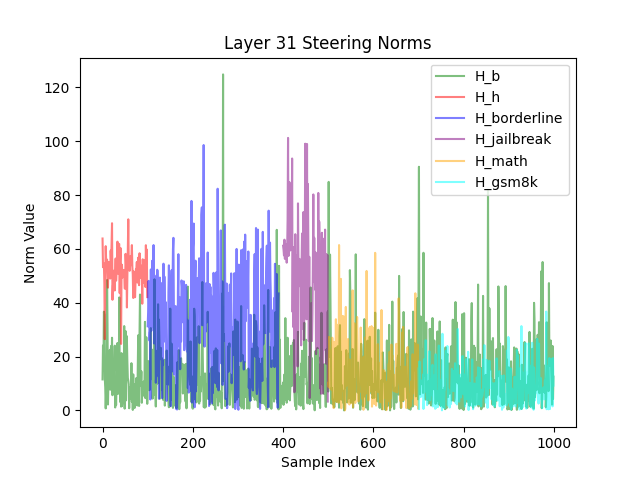 Layer 31 Steering Norms
H_b
H_h
H_borderline
H_jailbreak
H_math
H_gsm8k
120
100
80
60
40
20
0
Norm Value
0
200
400
600
800
1000
Sample Index